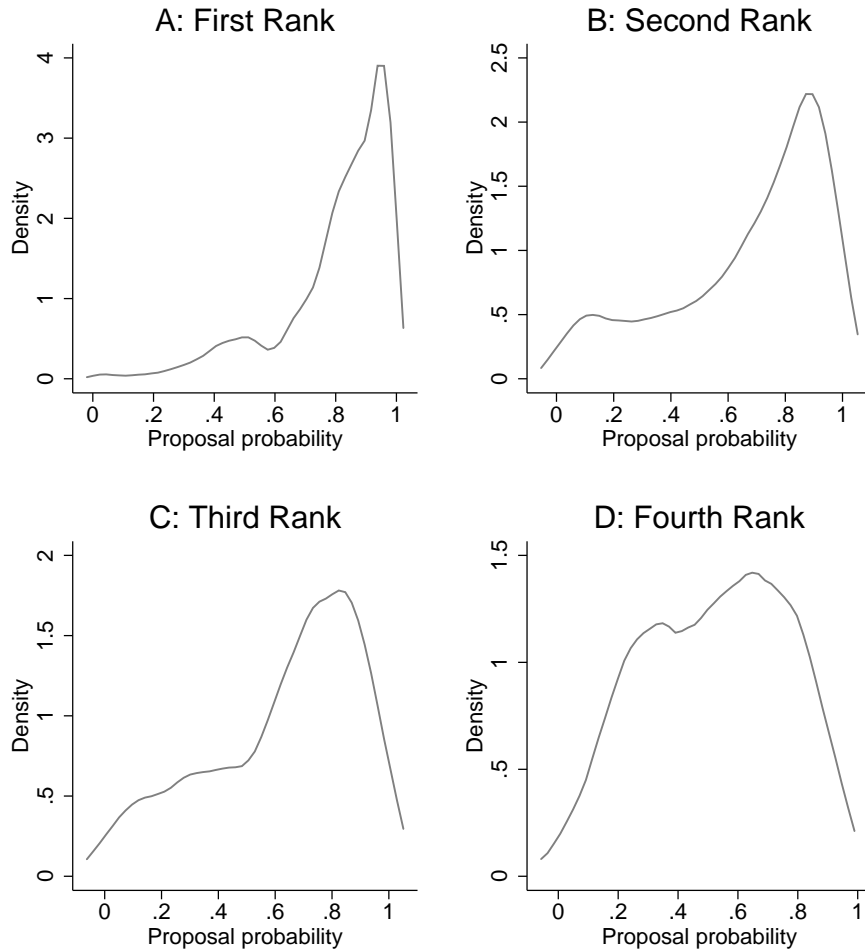 A: First Rank
Density
0 1 2 3 4
0 .2 .4 .6 .8 1
Proposal probability
B: Second Rank
Density
0 .5 1 1.5 2 2.5
0 .2 .4 .6 .8 1
Proposal probability
C: Third Rank
Density
0 .5 1 1.5 2
0 .2 .4 .6 .8 1
Proposal probability
D: Fourth Rank
Density
0 .5 1 1.5
0 .2 .4 .6 .8 1
Proposal probability